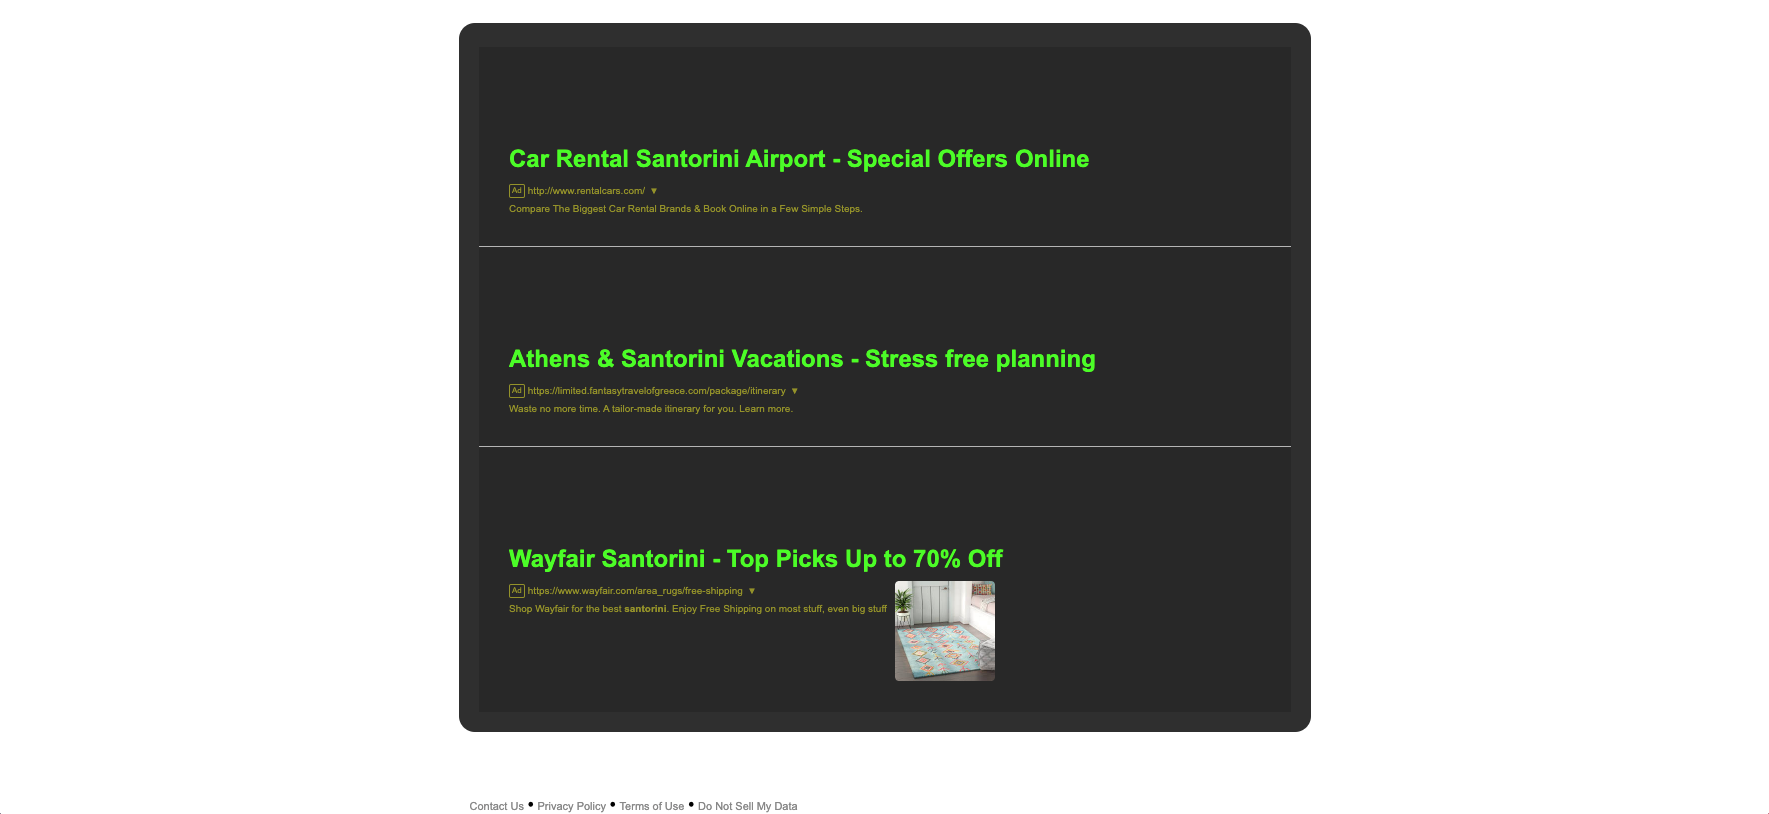 Car Rental Santorini Airport - Special Offers Online
Ad http://www.rentalcars.com/ ▼
Compare The Biggest Car Rental Brands & Book Online in a Few Simple Steps.
Athens & Santorini Vacations - Stress free planning
Ad https://limited.fantasytravelofgreece.com/package/itinerary ▼
Waste no more time. A tailor-made itinerary for you. Learn more.
Wayfair Santorini - Top Picks Up to 70% Off
Ad https://www.wayfair.com/area_rugs/free-shipping ▼
Shop Wayfair for the best santorini. Enjoy Free Shipping on most stuff, even big stuff
Contact Us • Privacy Policy • Terms of Use • Do Not Sell My Data